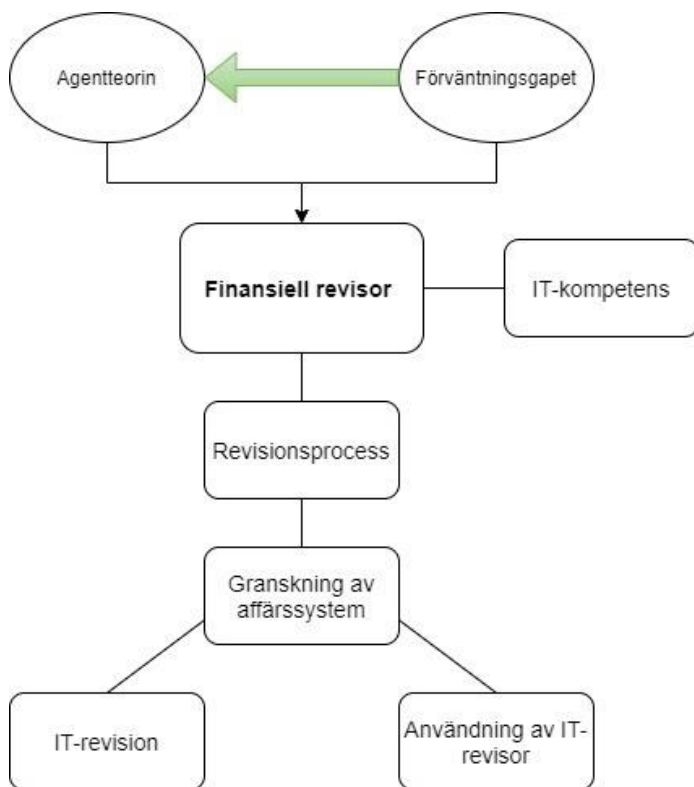 Agentteorin
Förväntningsgapet
Finansiell revisor
IT-kompetens
Revisionsprocess
Granskning av
affärssystem
IT-revision
Användning av IT-
revisor